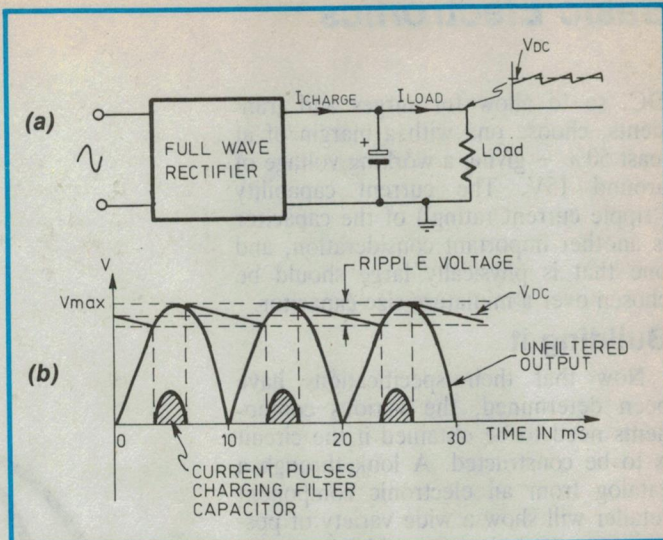 (a)
FULL WAVE
RECTIFIER
ICHARGE
ILOAD
VDC
+
Load
(b)
V
Vmax
RIPPLE VOLTAGE
VDC
UNFILTERED
OUTPUT
0
10
20
30
TIME IN mS
CURRENT PULSES
CHARGING FILTER
CAPACITOR